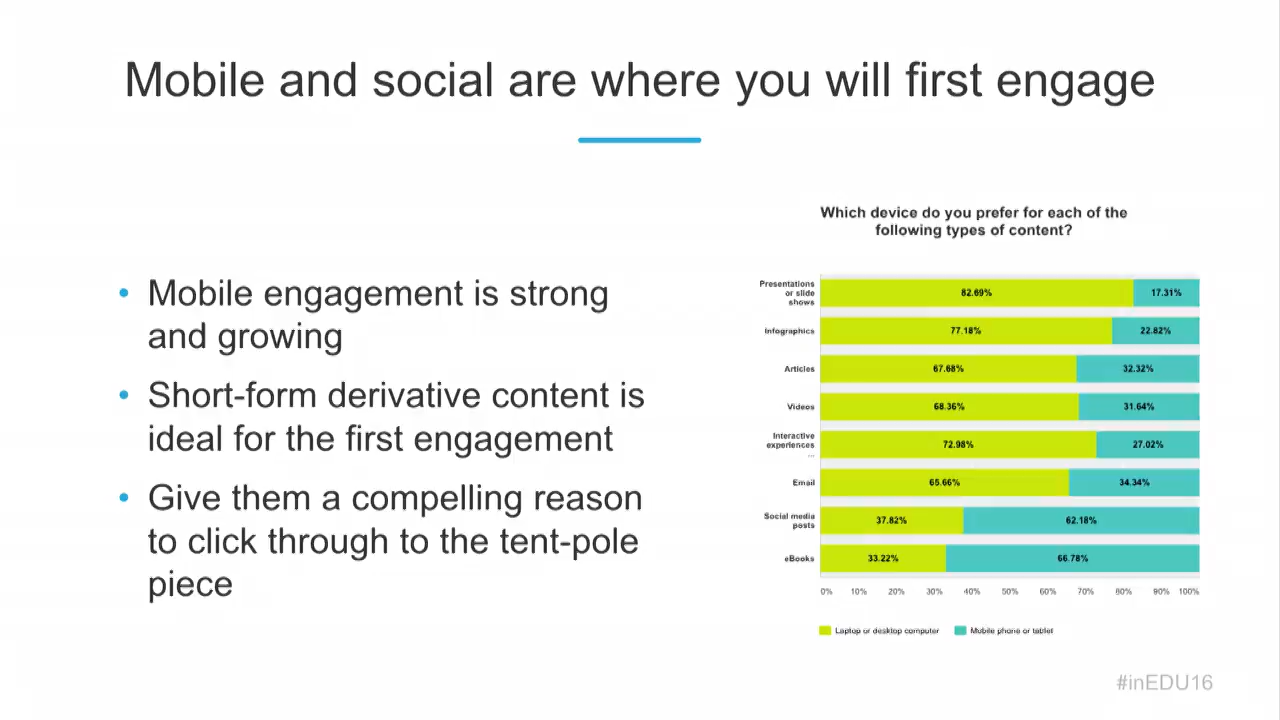 Mobile and social are where you will first engage
• Mobile engagement is strong
and growing
• Short-form derivative content is
ideal for the first engagement
• Give them a compelling reason
to click through to the tent-pole
piece
Which device do you prefer for each of the
following types of content?
Presentations
or slide
shows
82.69% 17.31%
Infographics 77.18% 22.82%
Articles 67.68% 32.32%
Videos 68.36% 31.64%
Interactive
experiences
...
72.98% 27.02%
Email 65.66% 34.34%
Social media
posts
37.82% 62.18%
eBooks 33.22% 66.78%
0% 10% 20% 30% 40% 50% 60% 70% 80% 90% 100%
Laptop or desktop computer Mobile phone or tablet
#inEDU16